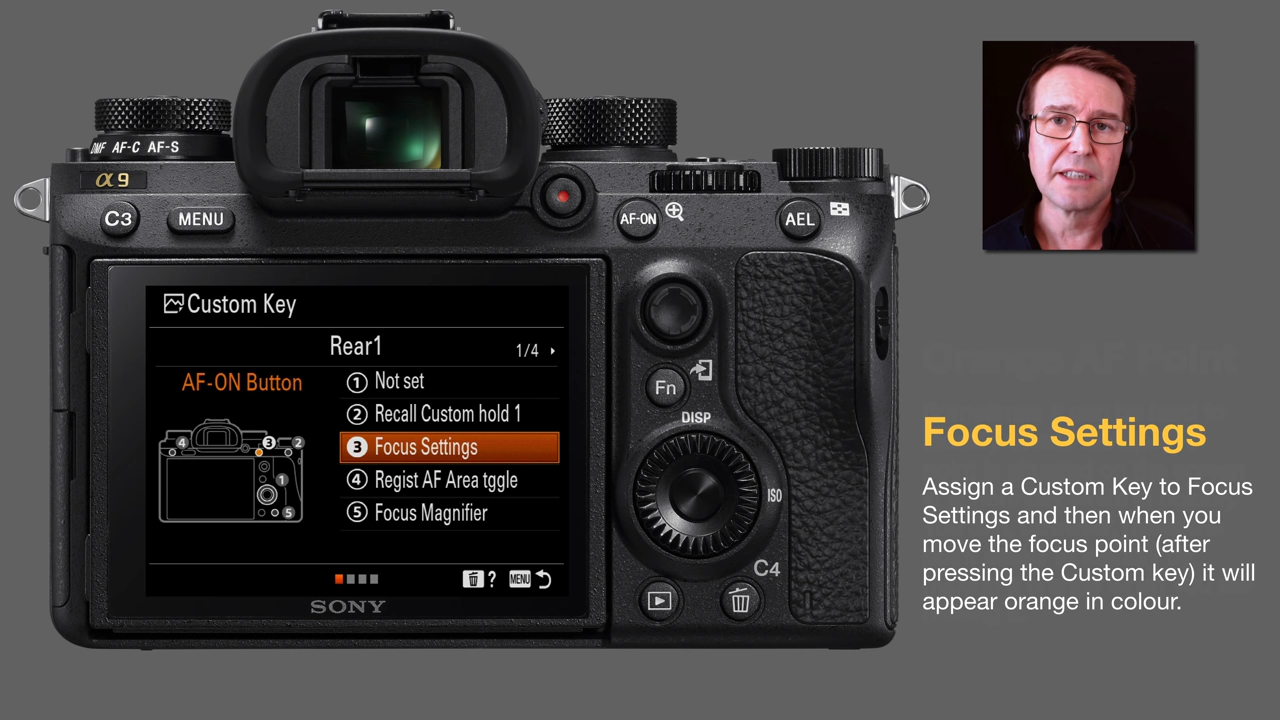 DMF AF-C AF-S
α9
C3
MENU
AF-ON
AEL
Custom Key
Rear1
1/4
AF-ON Button
4
3
2
1
5
1 Not set
2 Recall Custom hold 1
3 Focus Settings
4 Regist AF Area tggle
5 Focus Magnifier
?
MENU
SONY
Fn
DISP
ISO
C4
Change AF Point
Focus Settings
Assign a Custom Key to Focus
Settings and then when you
move the focus point (after
pressing the Custom key) it will
appear orange in colour.